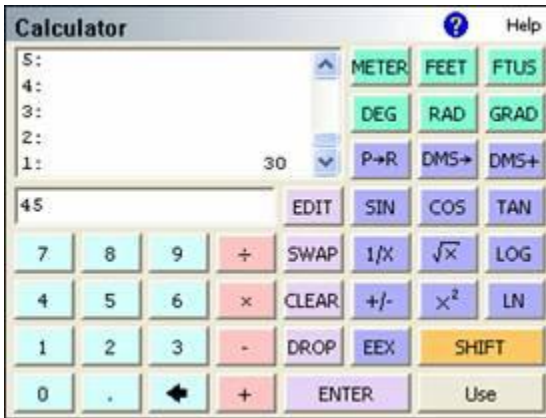 Calculator ? Help
5:
4:
3:
2:
1: 30
METER FEET FTUS
DEG RAD GRAD
P→R DMS→ DMS+
45 EDIT SIN COS TAN
7 8 9 ÷ SWAP 1/X √x LOG
4 5 6 × CLEAR +/- x² LN
1 2 3 - DROP EEX SHIFT
0 . 🡄 + ENTER Use